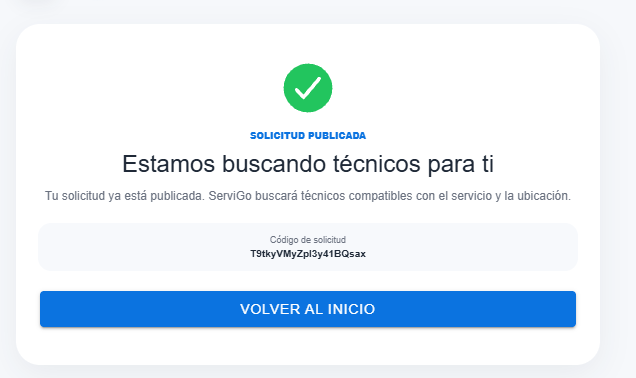 SOLICITUD PUBLICADA
Estamos buscando técnicos para ti
Tu solicitud ya está publicada. ServiGo buscará técnicos compatibles con el servicio y la ubicación.
Código de solicitud
T9tkyVMyZpl3y41BQsax
VOLVER AL INICIO